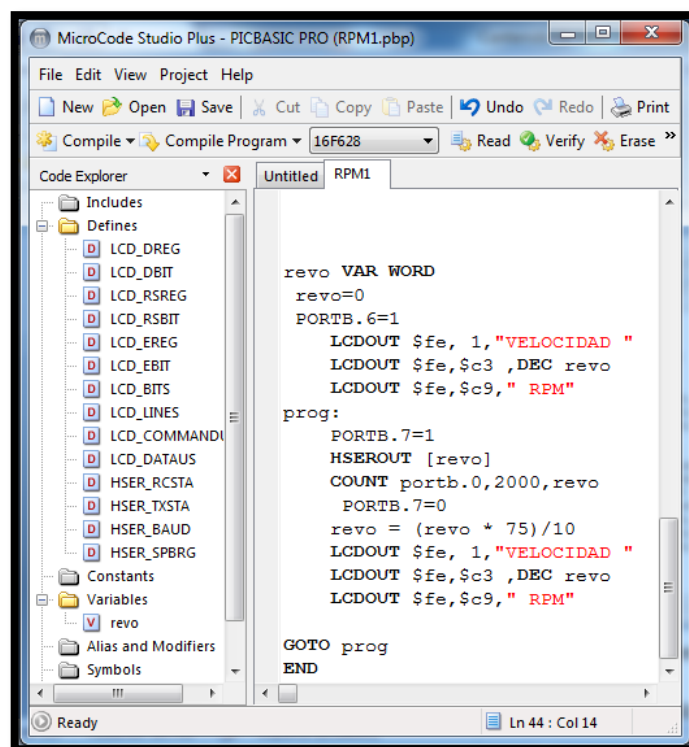 MicroCode Studio Plus - PICBASIC PRO (RPM1.pbp)
File Edit View Project Help
New Open Save Cut Copy Paste Undo Redo Print
Compile Compile Program 16F628 Read Verify Erase »
Code Explorer
Includes
Defines
LCD_DREG
LCD_DBIT
LCD_RSREG
LCD_RSBIT
LCD_EREG
LCD_EBIT
LCD_BITS
LCD_LINES
LCD_COMMANDU
LCD_DATAUS
HSER_RCSTA
HSER_TXSTA
HSER_BAUD
HSER_SPBRG
Constants
Variables
revo
Alias and Modifiers
Symbols
Untitled RPM1
revo VAR WORD
revo=0
PORTB.6=1
LCDOUT $fe, 1,"VELOCIDAD "
LCDOUT $fe,$c3 ,DEC revo
LCDOUT $fe,$c9," RPM"
prog:
PORTB.7=1
HSEROUT [revo]
COUNT portb.0,2000,revo
PORTB.7=0
revo = (revo * 75)/10
LCDOUT $fe, 1,"VELOCIDAD "
LCDOUT $fe,$c3 ,DEC revo
LCDOUT $fe,$c9," RPM"
GOTO prog
END
Ready Ln 44 : Col 14